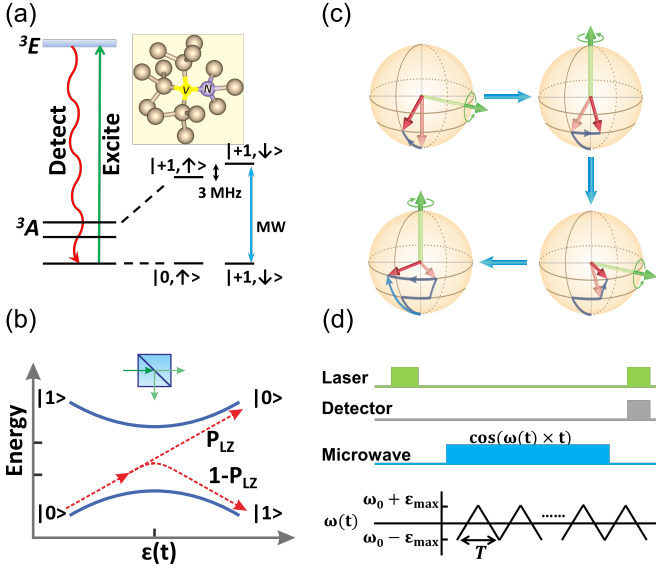 (a)
³E
V
N
Detect
Excite
|+1,↑>
|+1,↓>
3 MHz
³A
MW
|0,↑>
|+1,↓>
(b)
Energy
|1>
|0>
P_LZ
1-P_LZ
|0>
|1>
ε(t)
(c)
(d)
Laser
Detector
cos(ω(t) × t)
Microwave
ω₀ + ε_max
ω(t)
ω₀ − ε_max
......
T